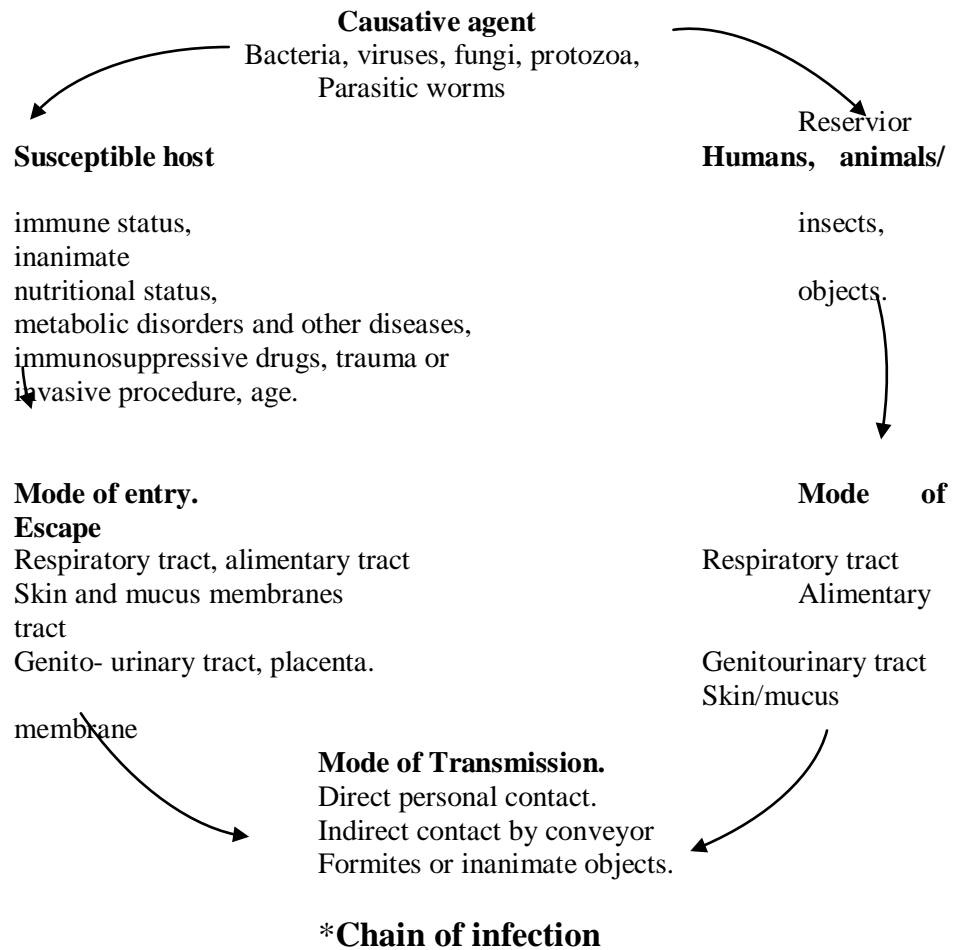 Causative agent
Bacteria, viruses, fungi, protozoa,
Parasitic worms
Reservior
Susceptible host Humans, animals/
immune status, insects,
inanimate
nutritional status, objects.
metabolic disorders and other diseases,
immunosuppressive drugs, trauma or
invasive procedure, age.
Mode of entry. Mode of
Escape
Respiratory tract, alimentary tract Respiratory tract
Skin and mucus membranes Alimentary
tract
Genito- urinary tract, placenta. Genitourinary tract
Skin/mucus
membrane
Mode of Transmission.
Direct personal contact.
Indirect contact by conveyor
Formites or inanimate objects.
*Chain of infection